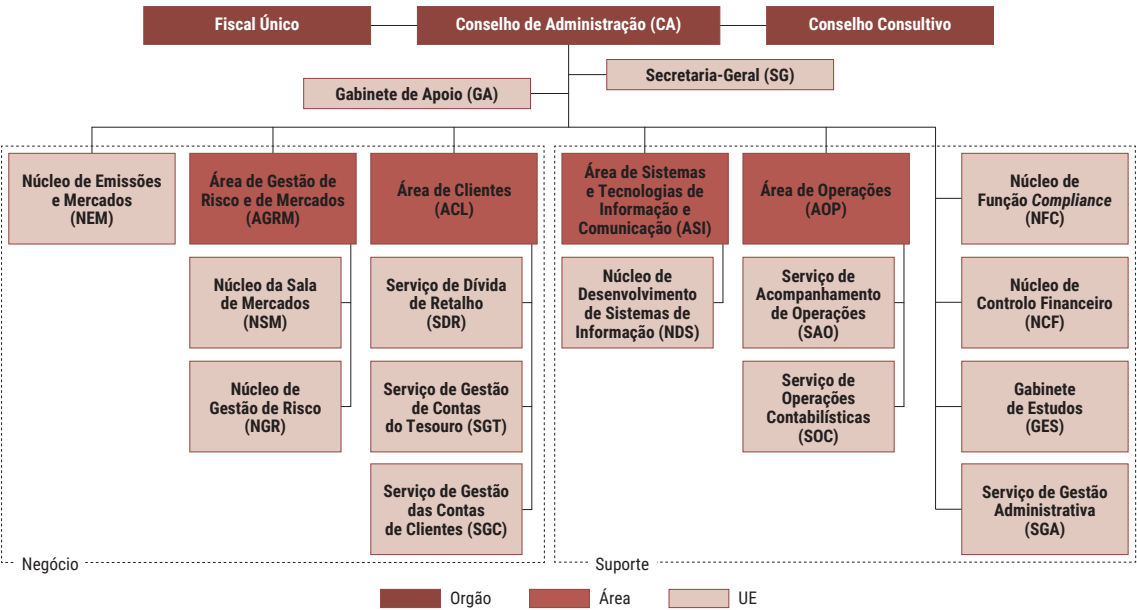 Fiscal Único
Conselho de Administração (CA)
Conselho Consultivo
Secretaria-Geral (SG)
Gabinete de Apoio (GA)
Núcleo de Emissões
e Mercados
(NEM)
Área de Gestão de
Risco e de Mercados
(AGRM)
Área de Clientes
(ACL)
Área de Sistemas
e Tecnologias de
Informação e
Comunicação (ASI)
Área de Operações
(AOP)
Núcleo de
Função Compliance
(NFC)
Núcleo da Sala
de Mercados
(NSM)
Serviço de Dívida
de Retalho
(SDR)
Núcleo de
Desenvolvimento
de Sistemas de
Informação (NDS)
Serviço de
Acompanhamento
de Operações
(SAO)
Núcleo de
Controlo Financeiro
(NCF)
Núcleo de
Gestão de Risco
(NGR)
Serviço de Gestão
de Contas
do Tesouro (SGT)
Serviço de
Operações
Contabilísticas
(SOC)
Gabinete
de Estudos
(GES)
Serviço de Gestão
das Contas
de Clientes (SGC)
Serviço de Gestão
Administrativa
(SGA)
Negócio
Suporte
Orgão
Área
UE